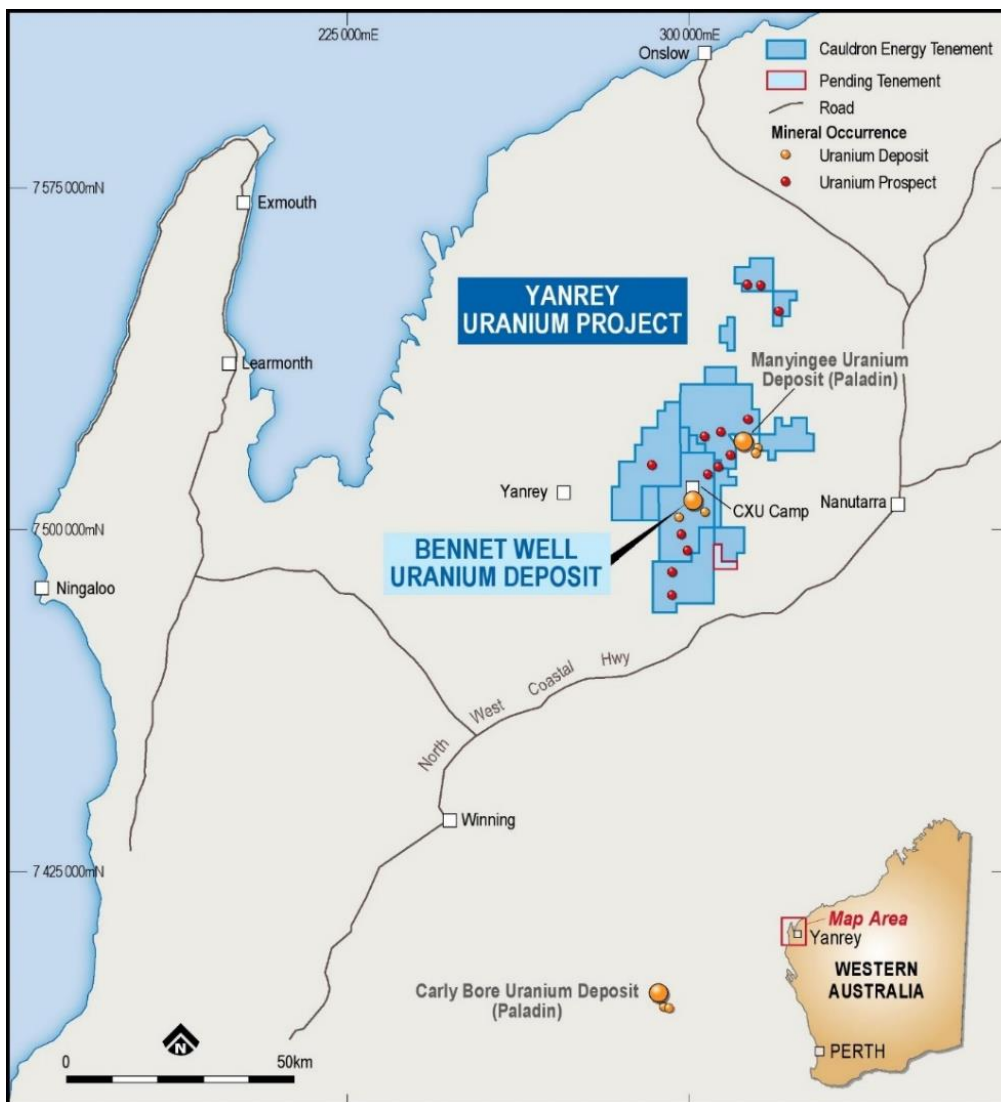 225 000mE
300 000mE
Onslow
Cauldron Energy Tenement
Pending Tenement
Road
Mineral Occurrence
Uranium Deposit
Uranium Prospect
7 575 000mN
Exmouth
YANREY
URANIUM PROJECT
Learmonth
Manyingee Uranium
Deposit (Paladin)
Yanrey
CXU Camp
Nanutarra
7 500 000mN
BENNET WELL
URANIUM DEPOSIT
Ningaloo
North West Coastal Hwy
Winning
7 425 000mN
Map Area
Yanrey
WESTERN
AUSTRALIA
PERTH
Carly Bore Uranium Deposit
(Paladin)
N
0
50km